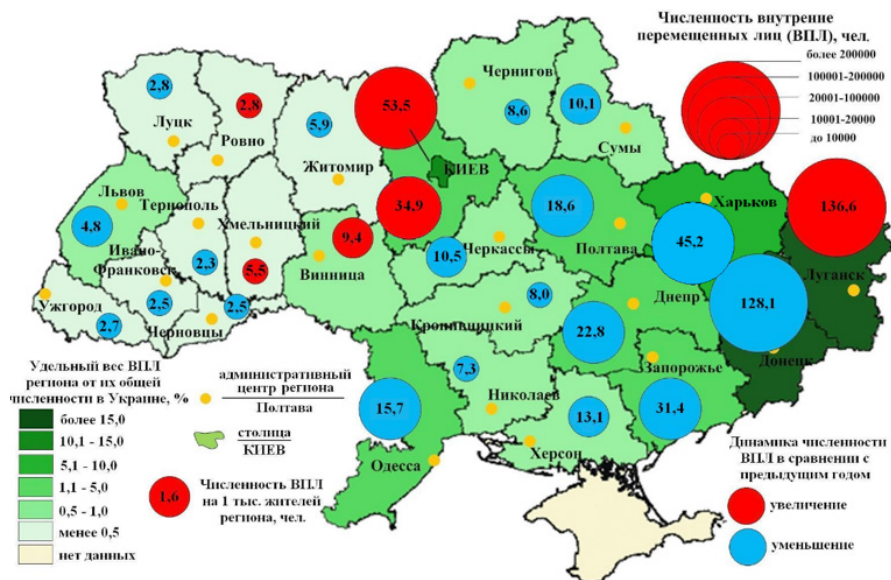 Численность внутренне
перемещенных лиц (ВПЛ), чел.
более 200000
100001-200000
20001-100000
10001-20000
до 10000
2,8
Луцк
2,8
Ровно
5,9
Житомир
53,5
КИЕВ
34,9
Чернигов
8,6
10,1
Сумы
Львов
4,8
Тернополь
2,3
Хмельницкий
5,5
9,4
Винница
10,5
Черкассы
18,6
Полтава
Харьков
45,2
136,6
Луганск
Ивано-
Франковск
2,5
Ужгород
2,7
Черновцы
2,5
8,0
Кропивницкий
Днепр
22,8
128,1
Донецк
Запорожье
31,4
7,3
Николаев
13,1
Херсон
15,7
Одесса
Удельный вес ВПЛ
региона от их общей
численности в Украине, %
более 15,0
10,1 - 15,0
5,1 - 10,0
1,1 - 5,0
0,5 - 1,0
менее 0,5
нет данных
административный
центр региона
Полтава
столица
КИЕВ
1,6
Численность ВПЛ
на 1 тыс. жителей
региона, чел.
Динамика численности
ВПЛ в сравнении с
предыдущим годом
увеличение
уменьшение